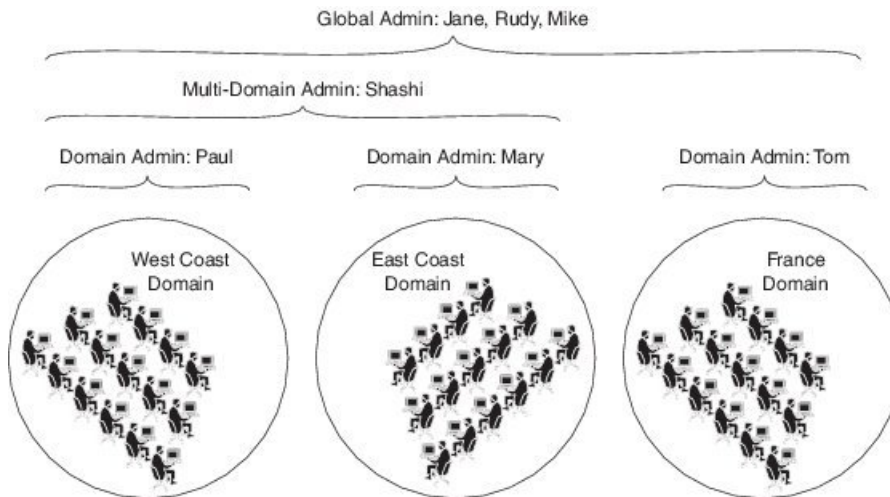 Global Admin: Jane, Rudy, Mike
Multi-Domain Admin: Shashi
Domain Admin: Paul
Domain Admin: Mary
Domain Admin: Tom
West Coast
Domain
East Coast
Domain
France
Domain